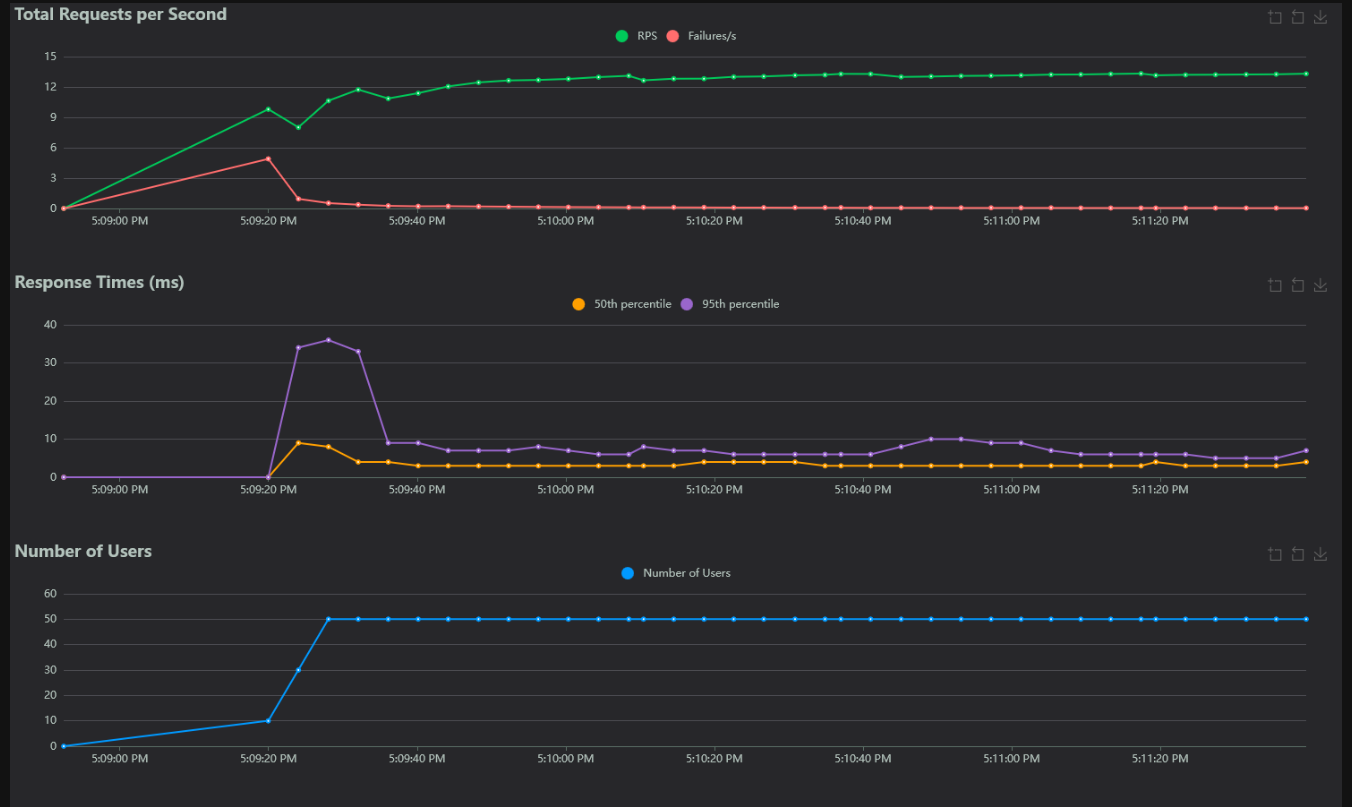 Total Requests per Second
RPS Failures/s
15
12
9
6
3
0
5:09:00 PM 5:09:20 PM 5:09:40 PM 5:10:00 PM 5:10:20 PM 5:10:40 PM 5:11:00 PM 5:11:20 PM
Response Times (ms)
50th percentile 95th percentile
40
30
20
10
0
5:09:00 PM 5:09:20 PM 5:09:40 PM 5:10:00 PM 5:10:20 PM 5:10:40 PM 5:11:00 PM 5:11:20 PM
Number of Users
Number of Users
60
50
40
30
20
10
0
5:09:00 PM 5:09:20 PM 5:09:40 PM 5:10:00 PM 5:10:20 PM 5:10:40 PM 5:11:00 PM 5:11:20 PM